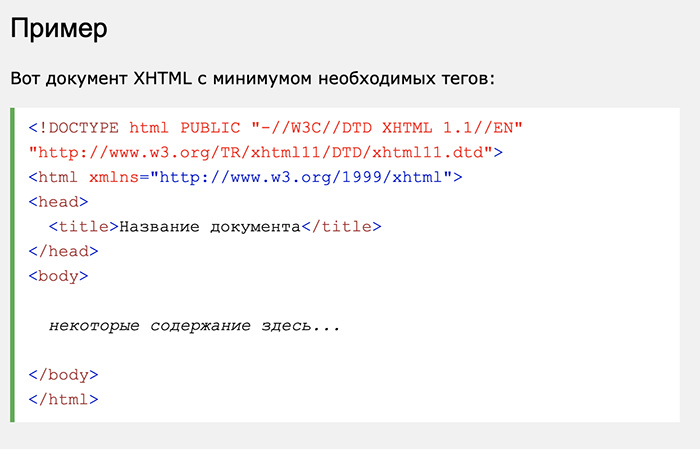 Пример
Вот документ XHTML с минимумом необходимых тегов:
<!DOCTYPE html PUBLIC "-//W3C//DTD XHTML 1.1//EN"
"http://www.w3.org/TR/xhtml11/DTD/xhtml11.dtd">
<html xmlns="http://www.w3.org/1999/xhtml">
<head>
  <title>Название документа</title>
</head>
<body>
  некоторые содержание здесь...
</body>
</html>